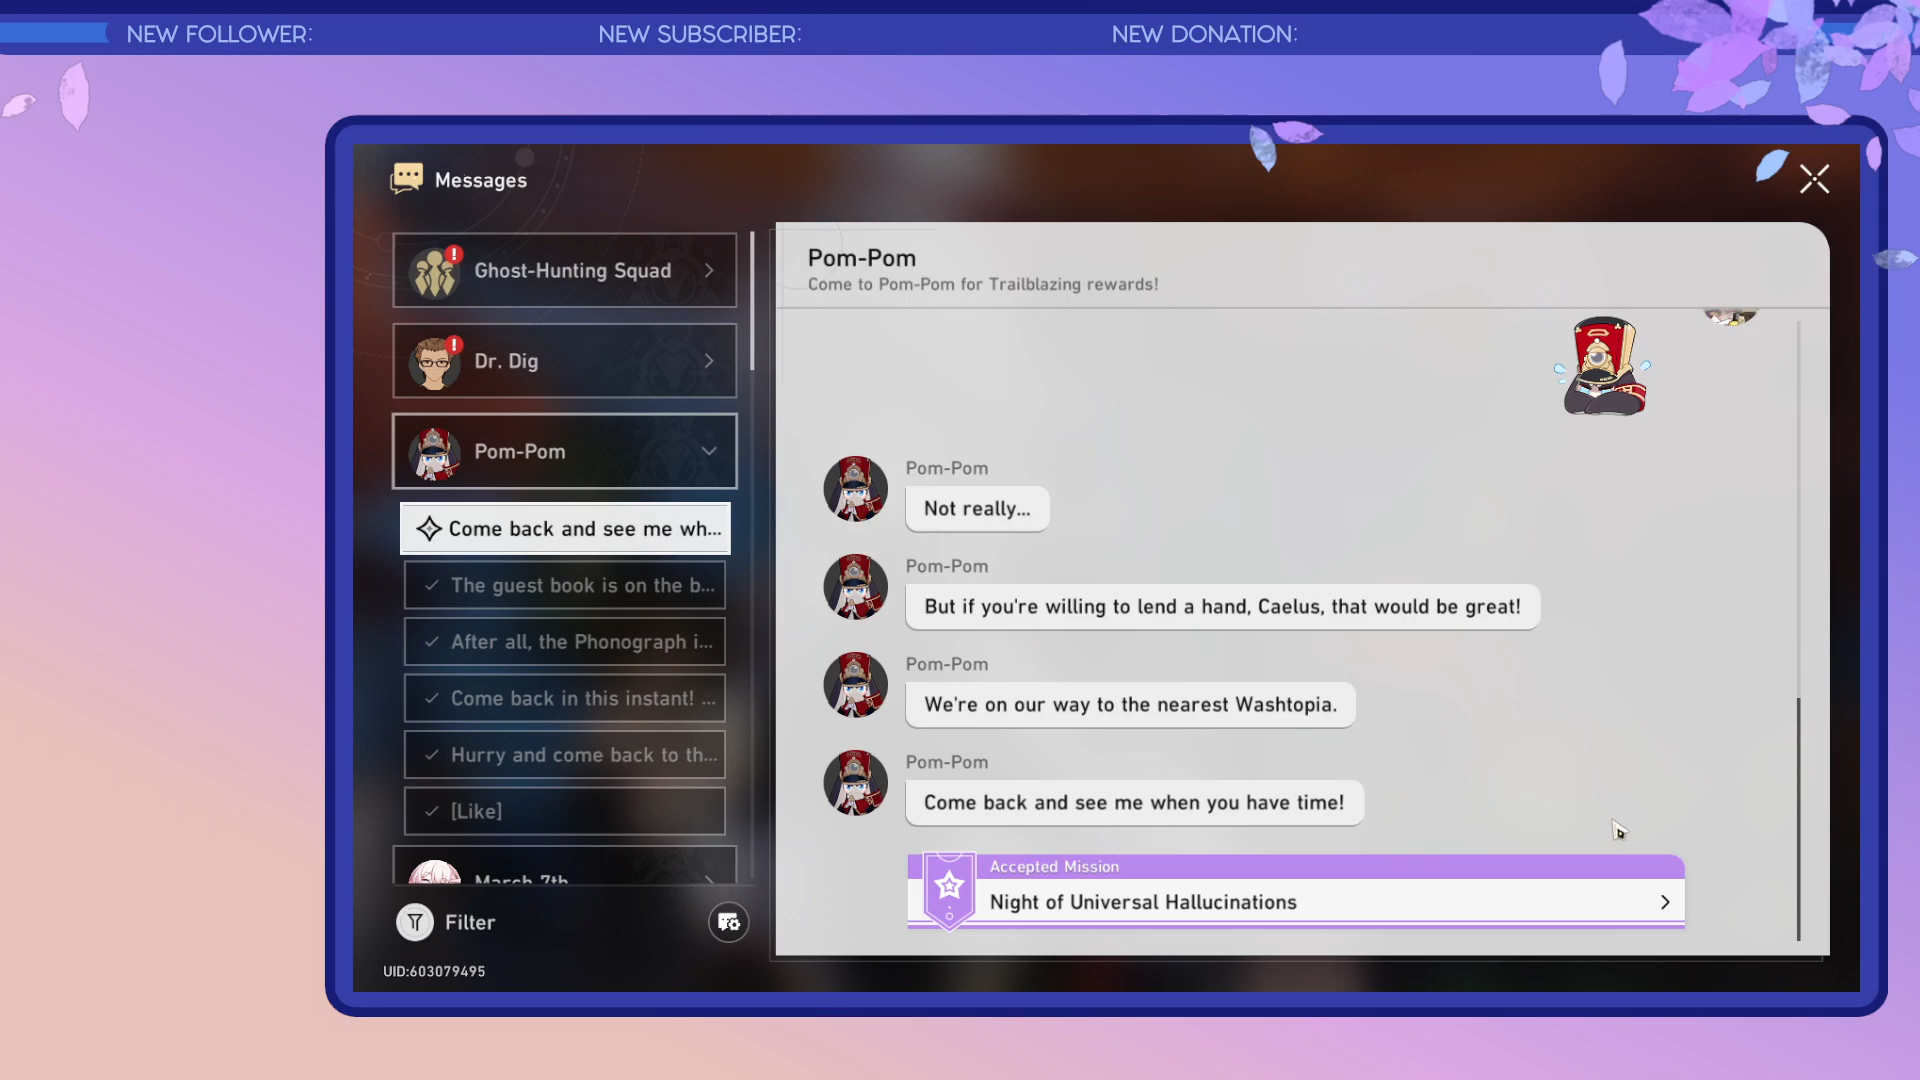 NEW FOLLOWER:
NEW SUBSCRIBER:
NEW DONATION:
Messages
Ghost-Hunting Squad
Dr. Dig
Pom-Pom
Come back and see me wh...
The guest book is on the b...
After all, the Phonograph i...
Come back in this instant! ...
Hurry and come back to th...
[Like]
March 7th
Filter
UID:603079495
Pom-Pom
Come to Pom-Pom for Trailblazing rewards!
Pom-Pom
Not really...
Pom-Pom
But if you're willing to lend a hand, Caelus, that would be great!
Pom-Pom
We're on our way to the nearest Washtopia.
Pom-Pom
Come back and see me when you have time!
Accepted Mission
Night of Universal Hallucinations